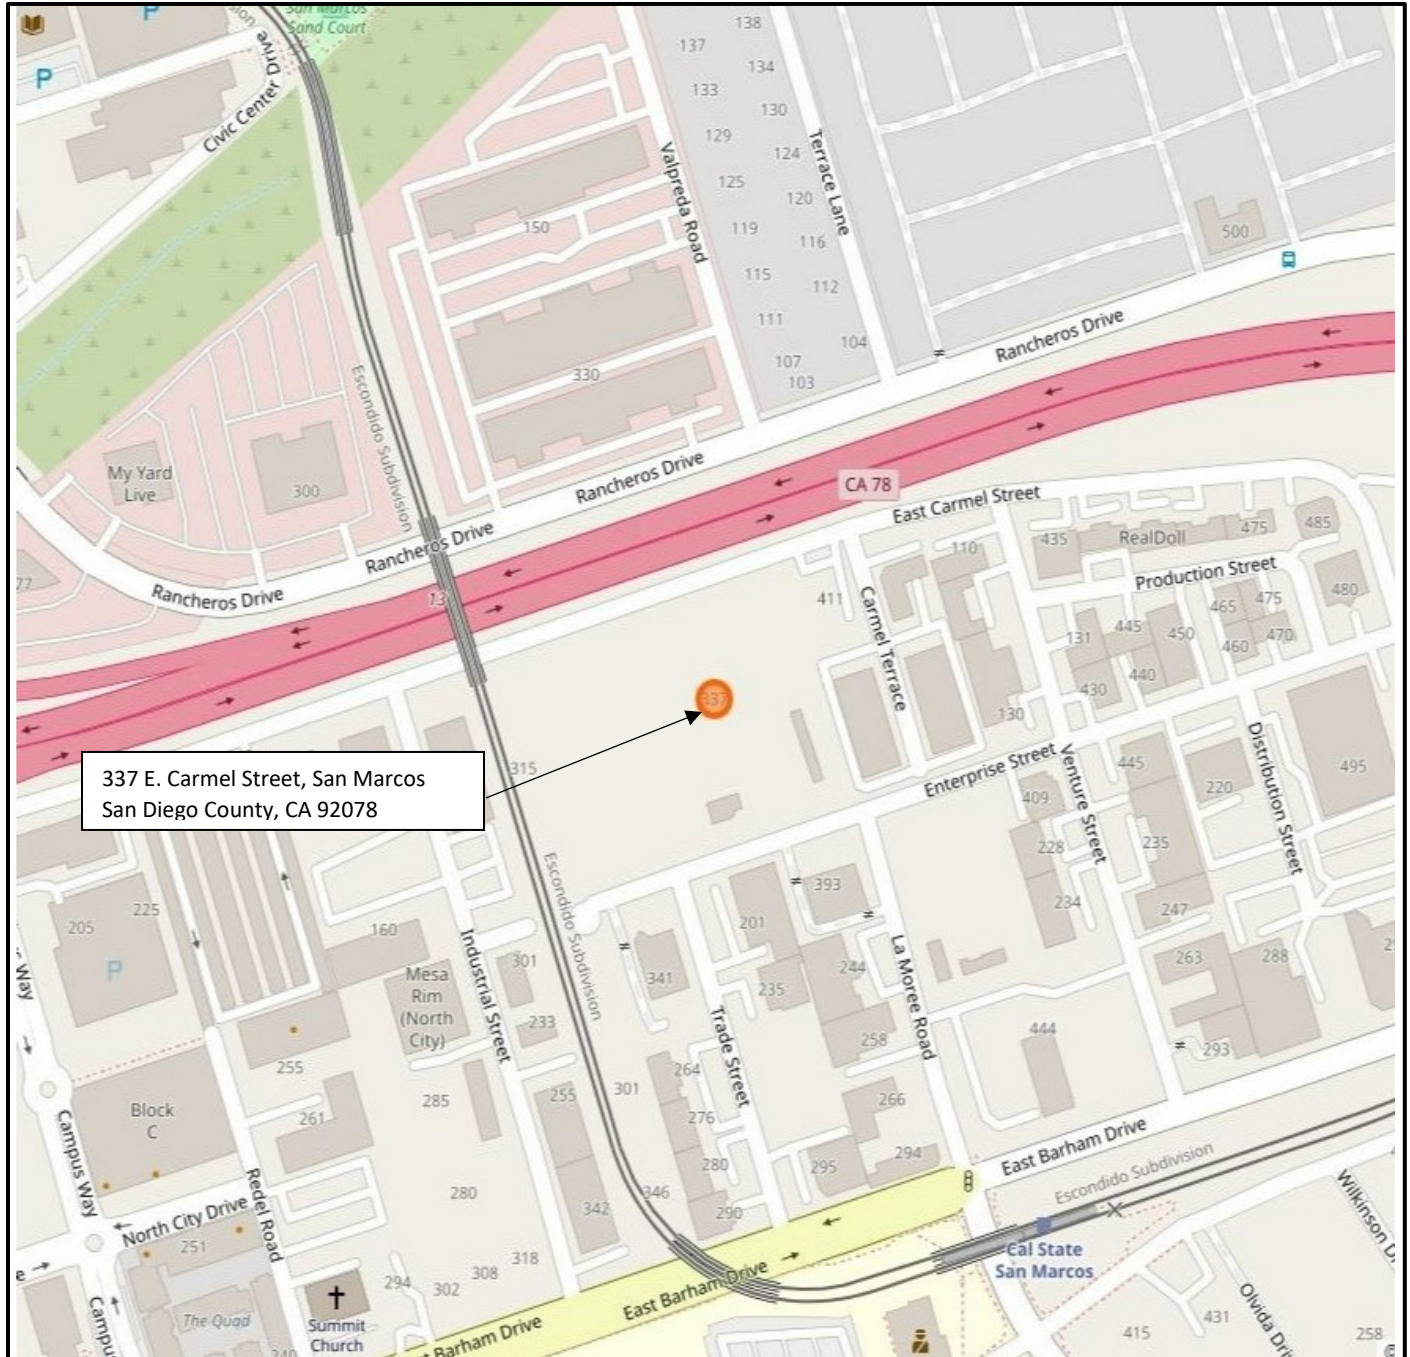 San Marcos
Sand Court
P
P
Civic Center Drive
138
137
134
133
130
129
124
125
120
119
116
115
112
111
104
107
103
Valpreda Road
Terrace Lane
150
330
500
Rancheros Drive
Rancheros Drive
Rancheros Drive
Rancheros Drive
Escondido Subdivision
My Yard
Live
300
77
13
CA 78
East Carmel Street
110
435
RealDoll
475
485
Production Street
411
Carmel Terrace
131
445
450
465
475
480
460
470
440
430
130
337
337 E. Carmel Street, San Marcos
San Diego County, CA 92078
315
Enterprise Street
Venture Street
445
220
Distribution Street
495
409
228
235
234
247
393
201
205
225
P
160
Industrial Street
Escondido Subdivision
Mesa
Rim
(North
City)
301
233
341
235
244
258
Trade Street
La Moree Road
263
288
293
444
Way
255
261
285
255
301
264
276
280
266
294
295
290
346
342
Block
C
Campus Way
Redel Road
North City Drive
251
280
318
308
302
294
The Quad
Summit
Church
240
Campu
Barham Drive
East Barham Drive
East Barham Drive
Escondido Subdivision
Cal State
San Marcos
Wilkinson D
Olvida Driv
431
415
258